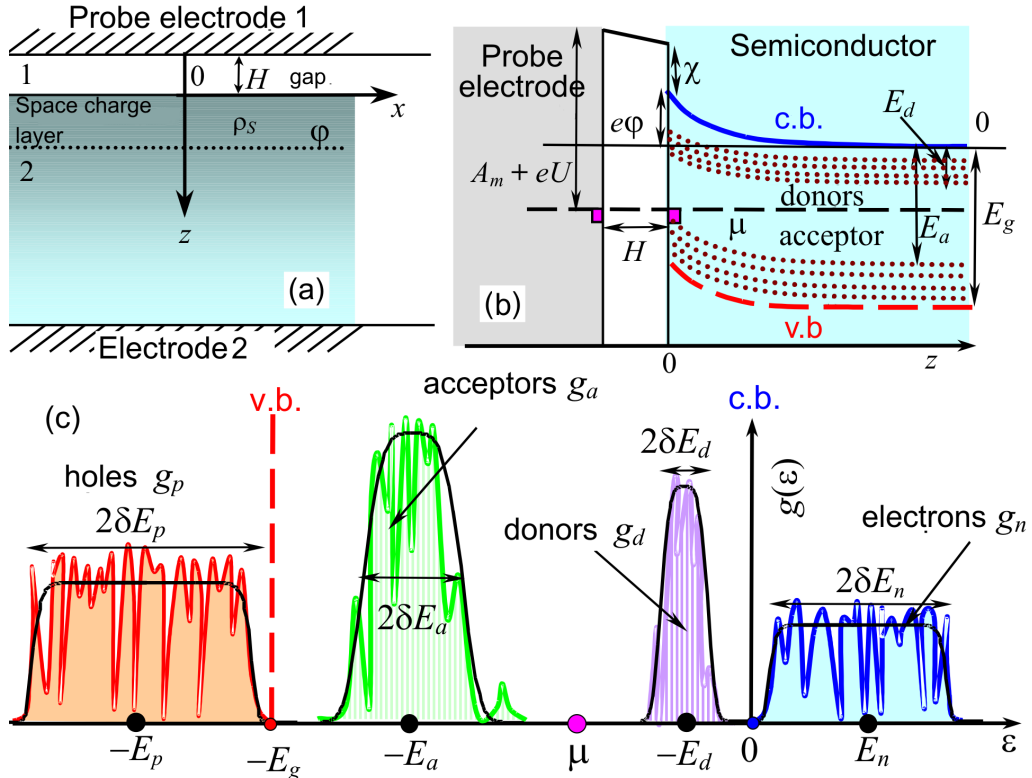 Probe electrode 1
1
0
H
gap
x
Space charge
layer
ρS
φ
2
z
(a)
Electrode 2
Probe
electrode
Semiconductor
χ
eφ
c.b.
Ed
0
Am + eU
donors
μ
acceptor
Ea
Eg
H
(b)
v.b
0
z
(c)
v.b.
acceptors ga
c.b.
holes gp
2δEp
2δEa
donors gd
2δEd
g(ε)
electrons gn
2δEn
−Ep
−Eg
−Ea
μ
−Ed
0
En
ε